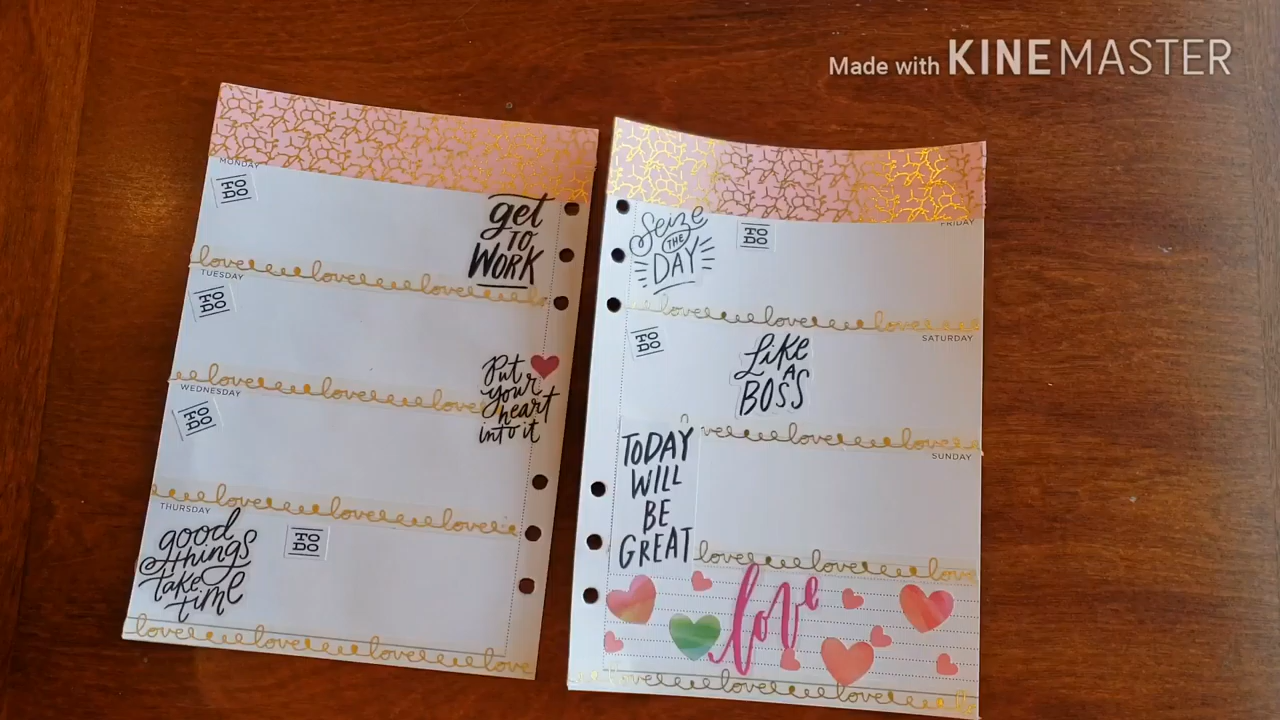 Made with KINEMASTER
MONDAY
TO
DO
get
TO
WORK
love love love
TUESDAY
TO
DO
Put
your
heart
into it
love love
WEDNESDAY
TO
DO
love love love
THURSDAY
good
things
take
time
TO
DO
love love love love
FRIDAY
Seize
THE
DAY
TO
DO
love love love
SATURDAY
TO
DO
Like
A
BOSS
love love
SUNDAY
TODAY
WILL
BE
GREAT
love love love
love
love love love